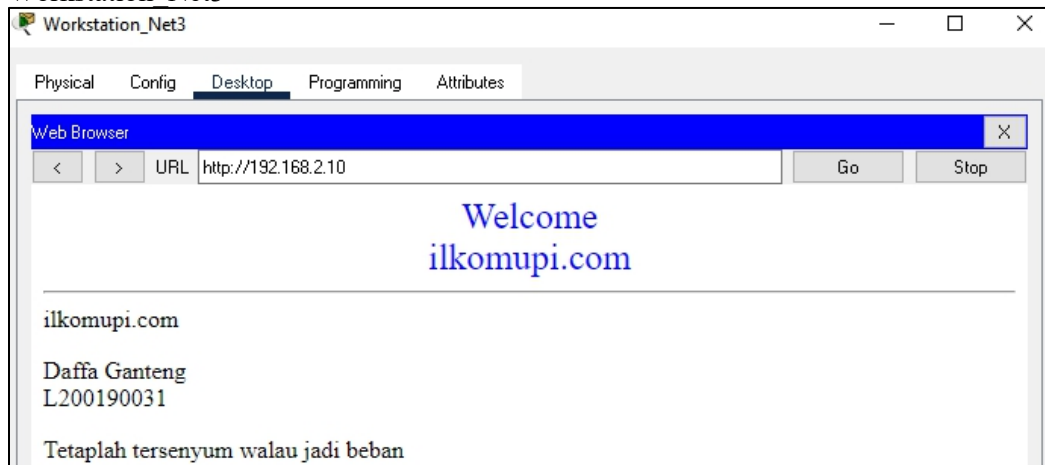 Workstation_Net3
Physical Config Desktop Programming Attributes
Web Browser X
< > URL http://192.168.2.10 Go Stop
Welcome
ilkomupi.com
ilkomupi.com
Daffa Ganteng
L200190031
Tetaplah tersenyum walau jadi beban